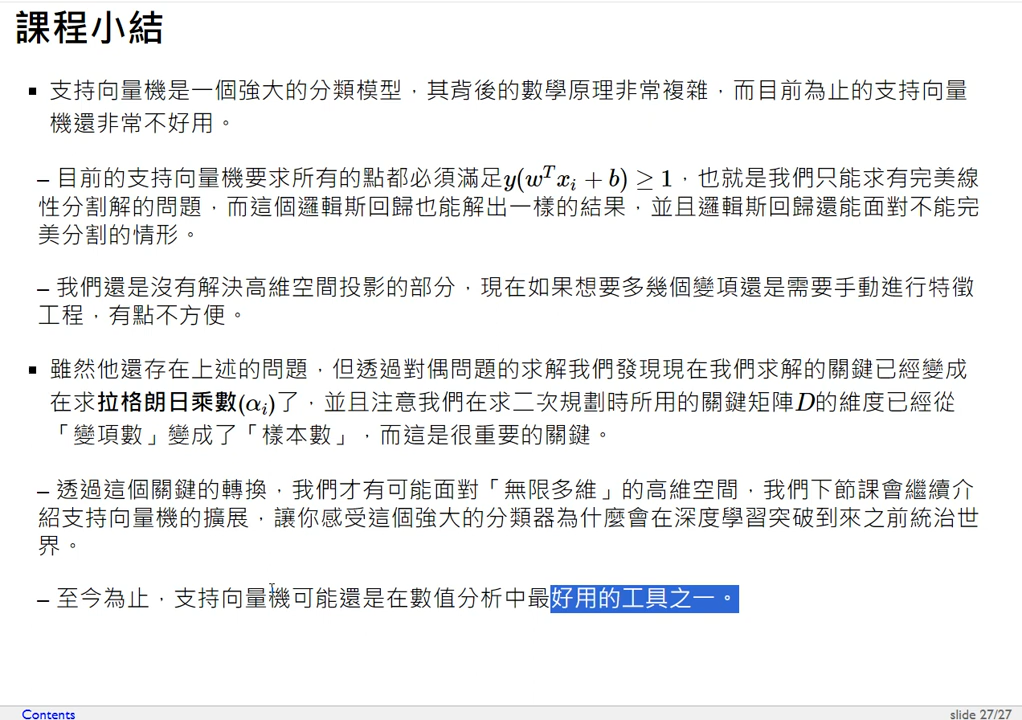 課程小結
▪ 支持向量機是一個強大的分類模型，其背後的數學原理非常複雜，而目前為止的支持向量
機還非常不好用。
– 目前的支持向量機要求所有的點都必須滿足y(w^T x_i + b) ≥ 1，也就是我們只能求有完美線
性分割解的問題，而這個邏輯斯回歸也能解出一樣的結果，並且邏輯斯回歸還能面對不能完
美分割的情形。
– 我們還是沒有解決高維空間投影的部分，現在如果想要多幾個變項還是需要手動進行特徵
工程，有點不方便。
▪ 雖然他還存在上述的問題，但透過對偶問題的求解我們發現現在我們求解的關鍵已經變成
在求拉格朗日乘數(α_i)了，並且注意我們在求二次規劃時所用的關鍵矩陣D的維度已經從
「變項數」變成了「樣本數」，而這是很重要的關鍵。
– 透過這個關鍵的轉換，我們才有可能面對「無限多維」的高維空間，我們下節課會繼續介
紹支持向量機的擴展，讓你感受這個強大的分類器為什麼會在深度學習突破到來之前統治世
界。
– 至今為止，支持向量機可能還是在數值分析中最好用的工具之一。
Contents
slide 27/27